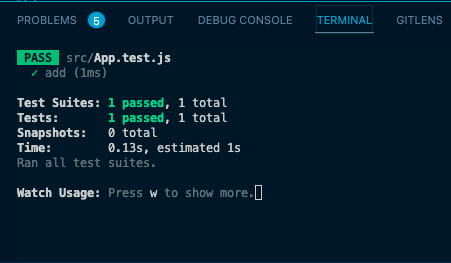 PROBLEMS 5 OUTPUT DEBUG CONSOLE TERMINAL GITLENS
PASS src/App.test.js
✓ add (1ms)
Test Suites: 1 passed, 1 total
Tests: 1 passed, 1 total
Snapshots: 0 total
Time: 0.13s, estimated 1s
Ran all test suites.
Watch Usage: Press w to show more.